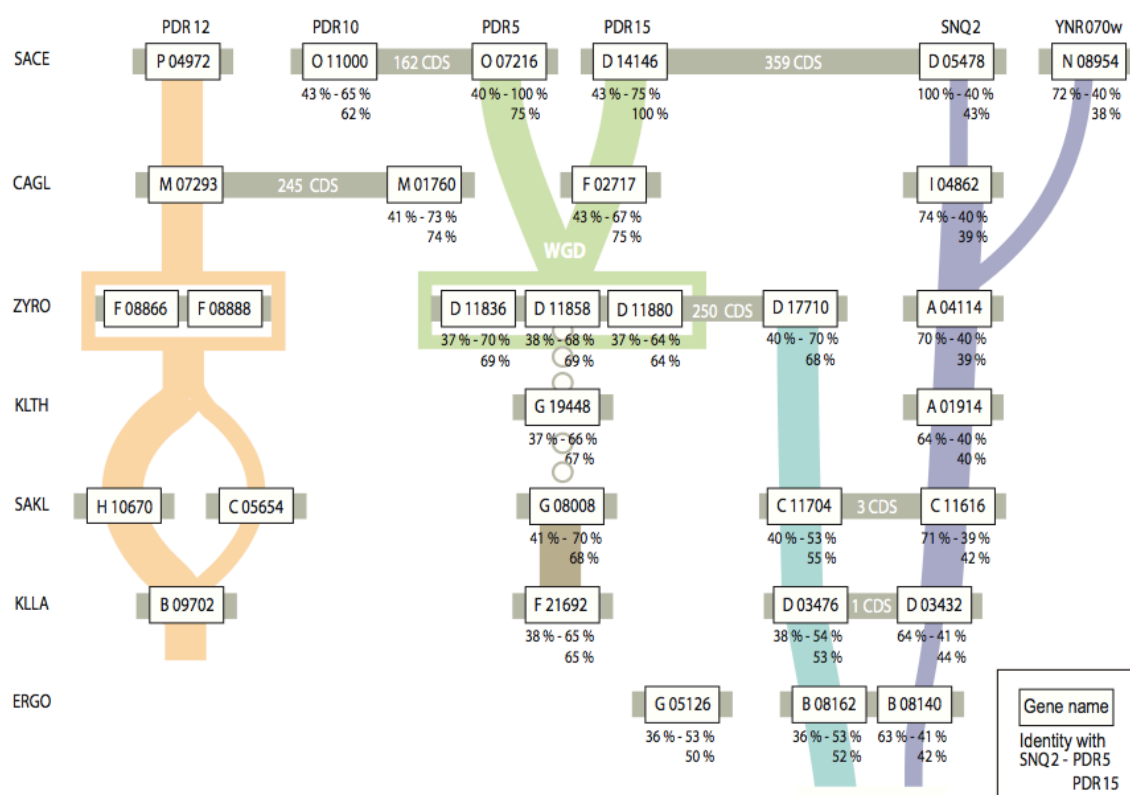 PDR12 PDR10 PDR5 PDR15 SNQ2 YNR070w
SACE P 04972 O 11000 162 CDS O 07216 D 14146 359 CDS D 05478 N 08954
43 % - 65 % 40 % - 100 % 43 % - 75 % 100 % - 40 % 72 % - 40 %
62 % 75 % 100 % 43% 38 %
CAGL M 07293 245 CDS M 01760 F 02717 I 04862
41 % - 73 % 43 % - 67 % 74 % - 40 %
74 % 75 % 39 %
WGD
ZYRO F 08866 F 08888 D 11836 D 11858 D 11880 250 CDS D 17710 A 04114
37 % - 70 % 38 % - 68 % 37 % - 64 % 40 % - 70 % 70 % - 40 %
69 % 69 % 64 % 68 % 39 %
KLTH G 19448 A 01914
37 % - 66 % 64 % - 40 %
67 % 40 %
SAKL H 10670 C 05654 G 08008 C 11704 3 CDS C 11616
41 % - 70 % 40 % - 53 % 71 % - 39 %
68 % 55 % 42 %
KLLA B 09702 F 21692 D 03476 1 CDS D 03432
38 % - 65 % 38 % - 54 % 64 % - 41 %
65 % 53 % 44 %
ERGO G 05126 B 08162 B 08140
36 % - 53 % 36 % - 53 % 63 % - 41 %
50 % 52 % 42 %
Gene name
Identity with
SNQ2 - PDR5
PDR15